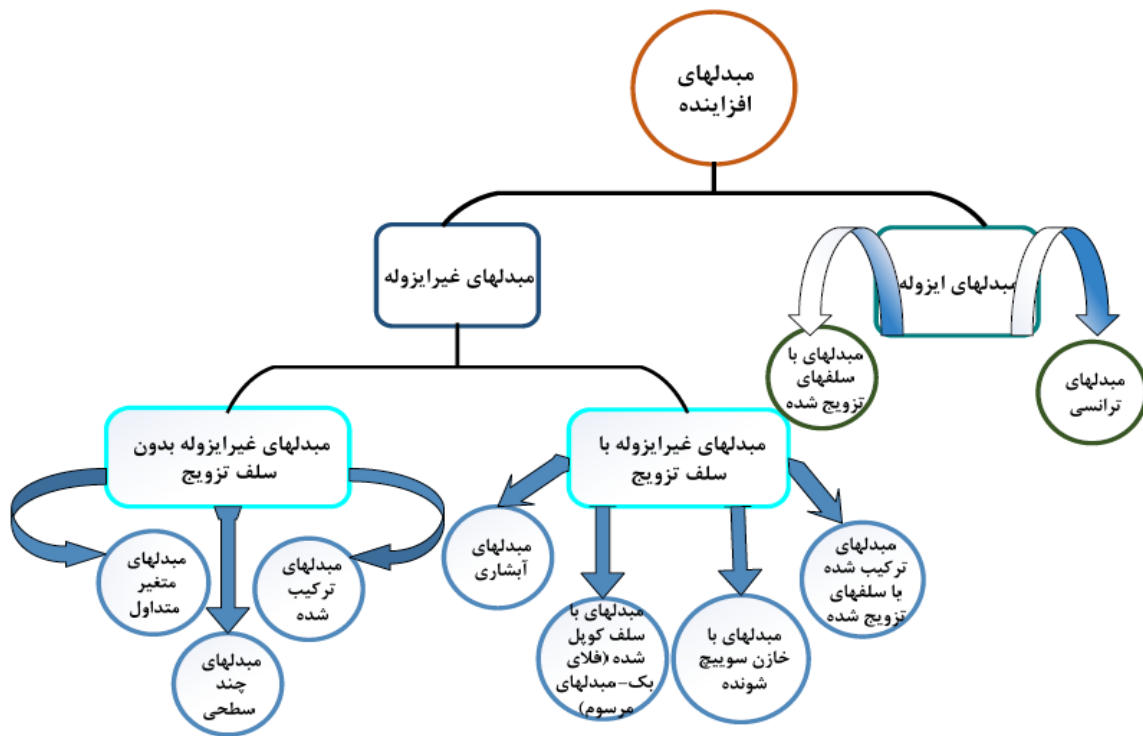 مبدلهای
افزاینده
مبدلهای ایزوله
مبدلهای غیرایزوله
مبدلهای
ترانسی
مبدلهای با
سلفهای
تزویج شده
مبدلهای غیرایزوله با
سلف تزویج
مبدلهای غیرایزوله بدون
سلف تزویج
مبدلهای
ترکیب شده
با سلفهای
تزویج شده
مبدلهای با
خازن سوییچ
شونده
مبدلهای با
سلف کوپل
شده (فلای
بک-مبدلهای
مرسوم)
مبدلهای
آبشاری
مبدلهای
ترکیب
شده
مبدلهای
چند
سطحی
مبدلهای
متغیر
متداول